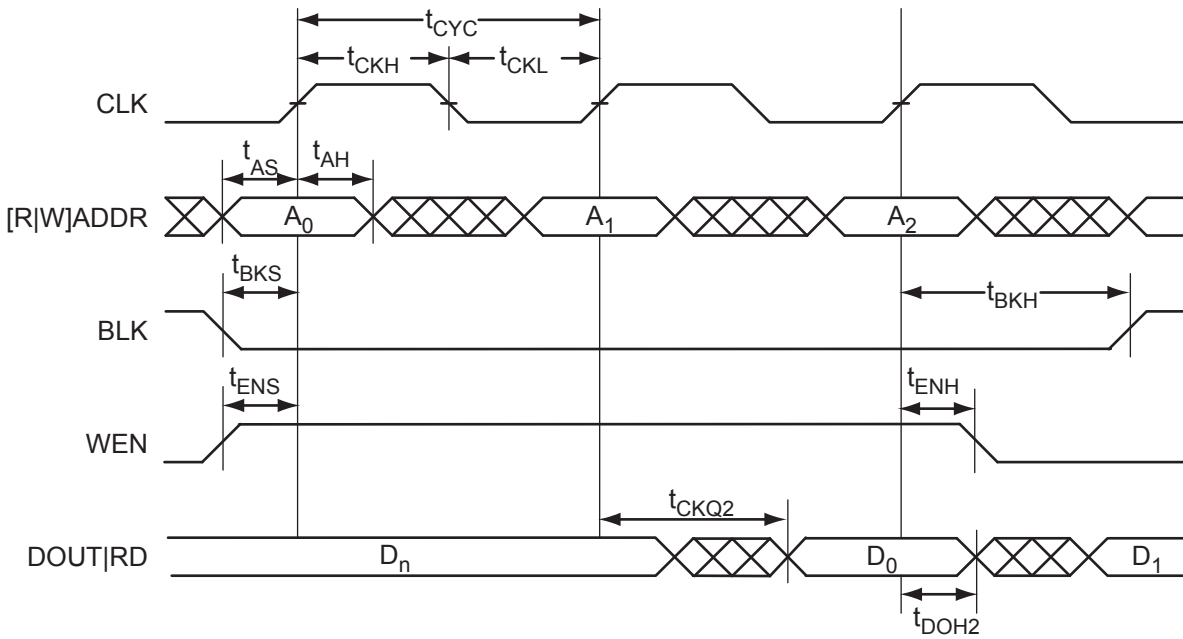 tCYC
tCKH tCKL
CLK
tAS tAH
[R|W]ADDR A0 A1 A2
tBKS tBKH
BLK
tENS tENH
WEN
tCKQ2
DOUT|RD Dn D0 D1
tDOH2